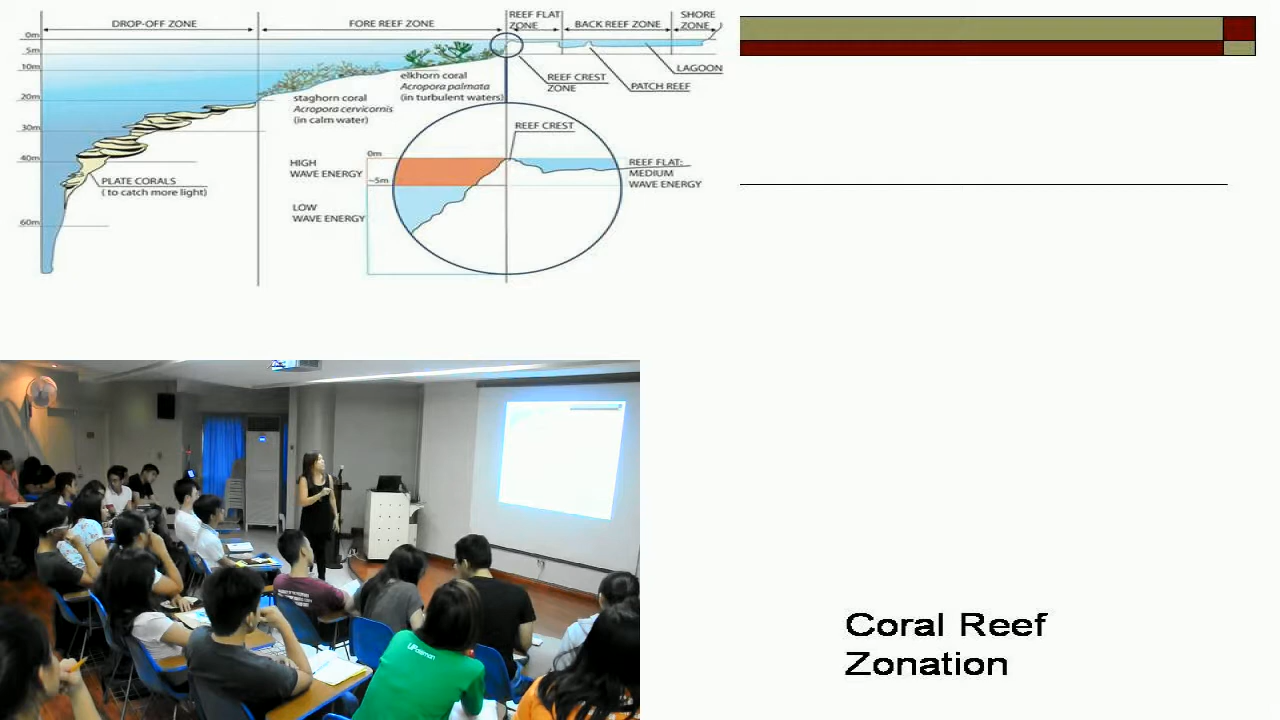 DROP-OFF ZONE
FORE REEF ZONE
REEF FLAT
ZONE
BACK REEF ZONE
SHORE
ZONE
0m
5m
10m
20m
30m
40m
60m
LAGOON
PATCH REEF
REEF CREST
ZONE
elkhorn coral
Acropora palmata
(in turbulent waters)
staghorn coral
Acropora cervicornis
(in calm water)
REEF CREST
0m
~5m
HIGH
WAVE ENERGY
LOW
WAVE ENERGY
REEF FLAT:
MEDIUM
WAVE ENERGY
PLATE CORALS
( to catch more light)
Coral Reef
Zonation